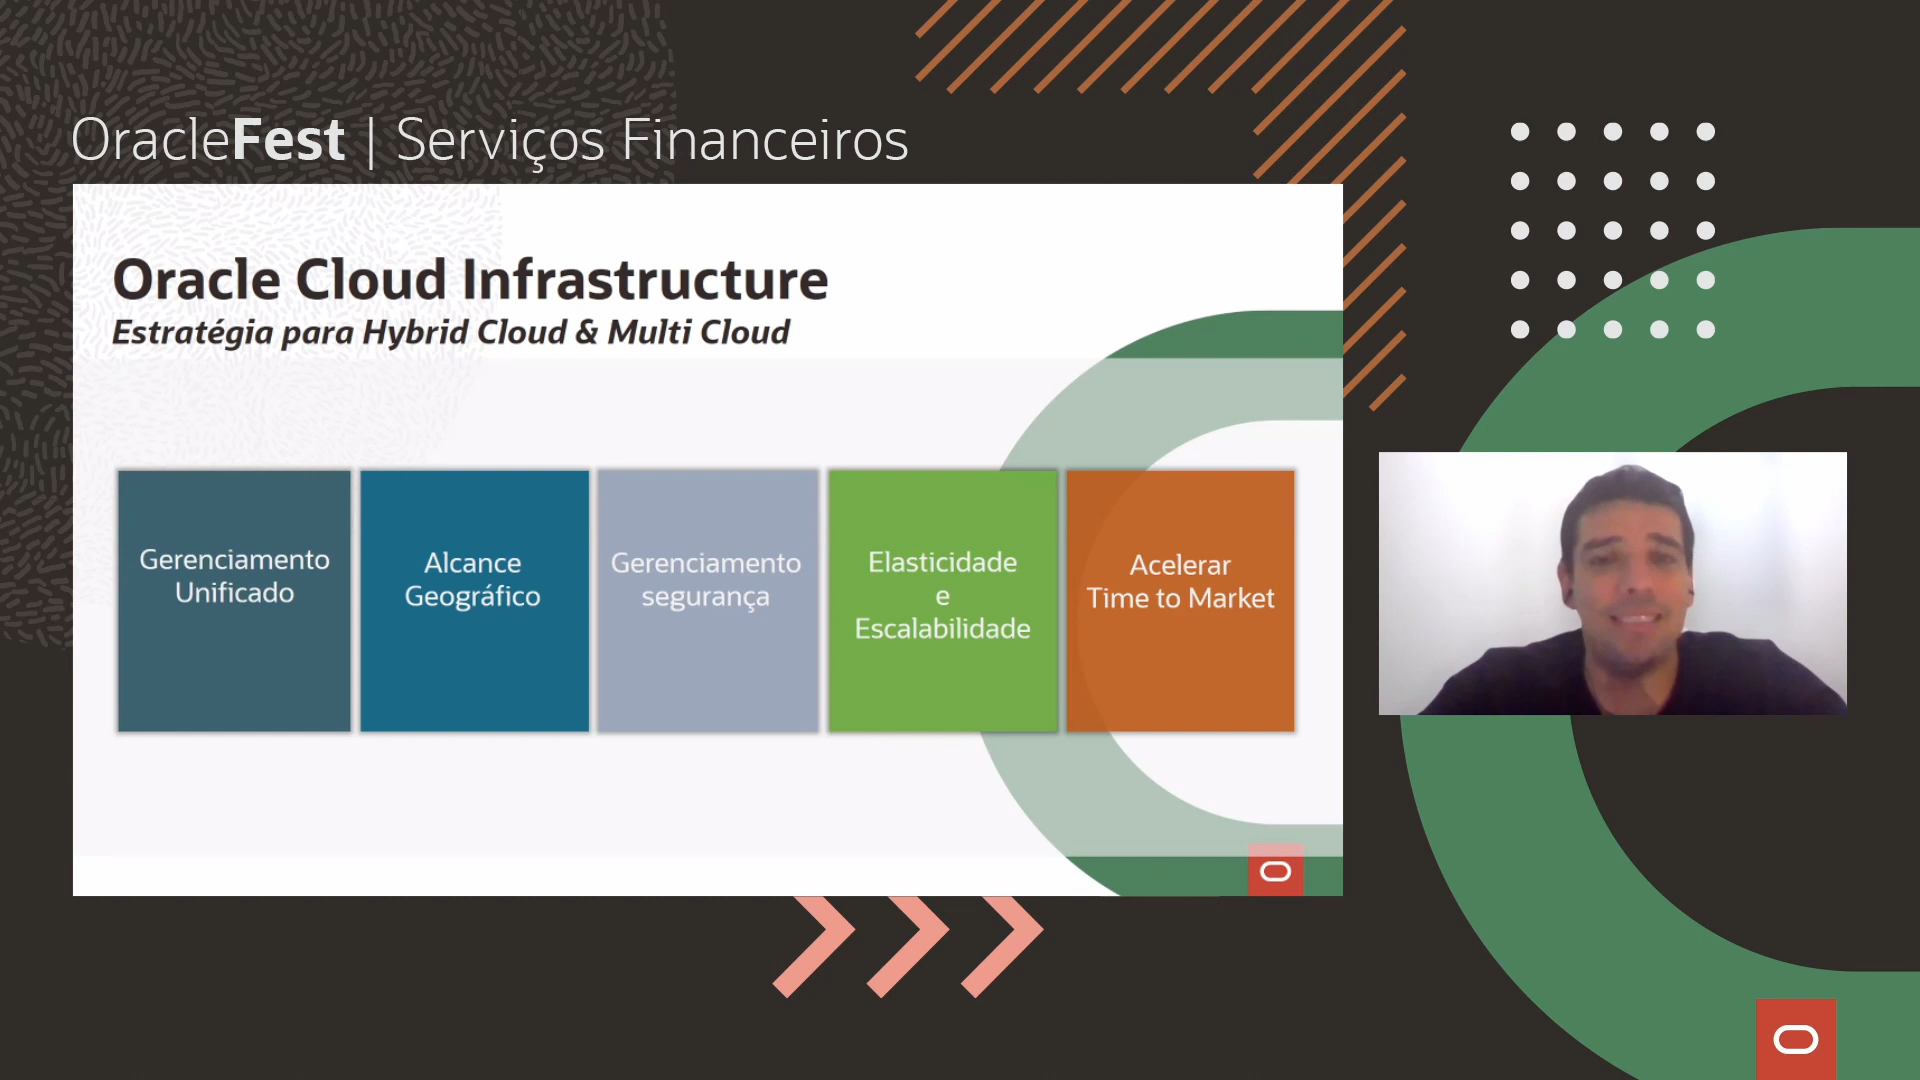 OracleFest | Serviços Financeiros
Oracle Cloud Infrastructure
Estratégia para Hybrid Cloud & Multi Cloud
Gerenciamento
Unificado
Alcance
Geográfico
Gerenciamento
segurança
Elasticidade
e
Escalabilidade
Acelerar
Time to Market